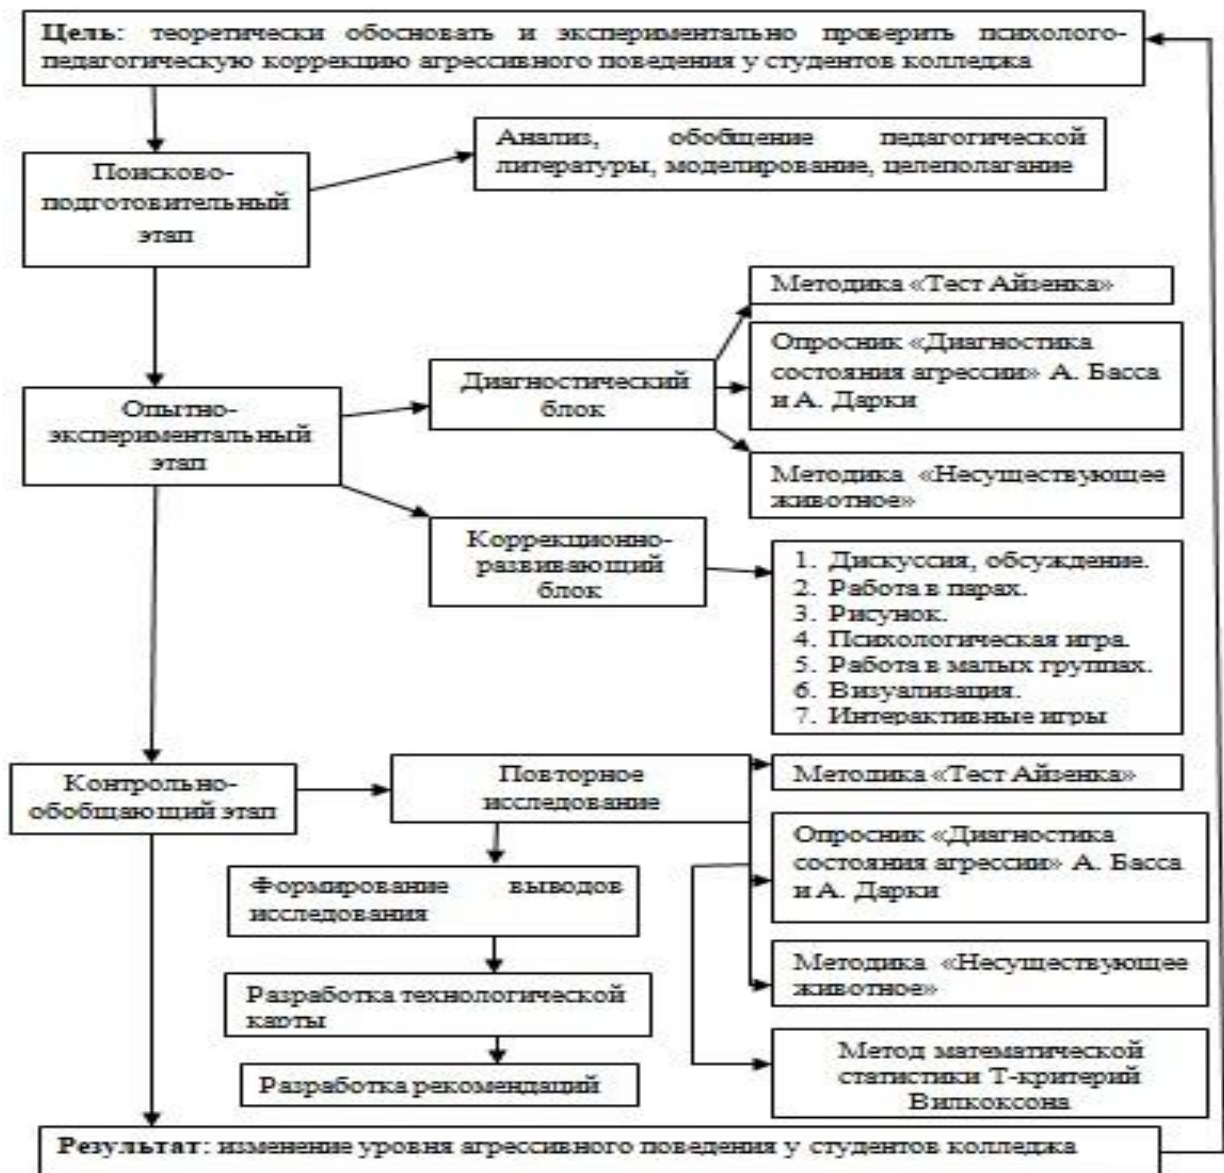 Цель: теоретически обосновать и экспериментально проверить психолого-
педагогическую коррекцию агрессивного поведения у студентов колледжа
Поисково-
подготовительный
этап
Анализ, обобщение педагогической
литературы, моделирование, целеполагание
Опытно-
экспериментальный
этап
Диагностический
блок
Методика «Тест Айзенка»
Опросник «Диагностика
состояния агрессии» А. Басса
и А. Дарки
Методика «Несуществующее
животное»
Коррекционно-
развивающий
блок
1. Дискуссия, обсуждение.
2. Работа в парах.
3. Рисунок.
4. Психологическая игра.
5. Работа в малых группах.
6. Визуализация.
7. Интерактивные игры
Контрольно-
обобщающий этап
Повторное
исследование
Методика «Тест Айзенка»
Опросник «Диагностика
состояния агрессии» А. Басса
и А. Дарки
Методика «Несуществующее
животное»
Метод математической
статистики Т-критерий
Вилкоксона
Формирование выводов
исследования
Разработка технологической
карты
Разработка рекомендаций
Результат: изменение уровня агрессивного поведения у студентов колледжа